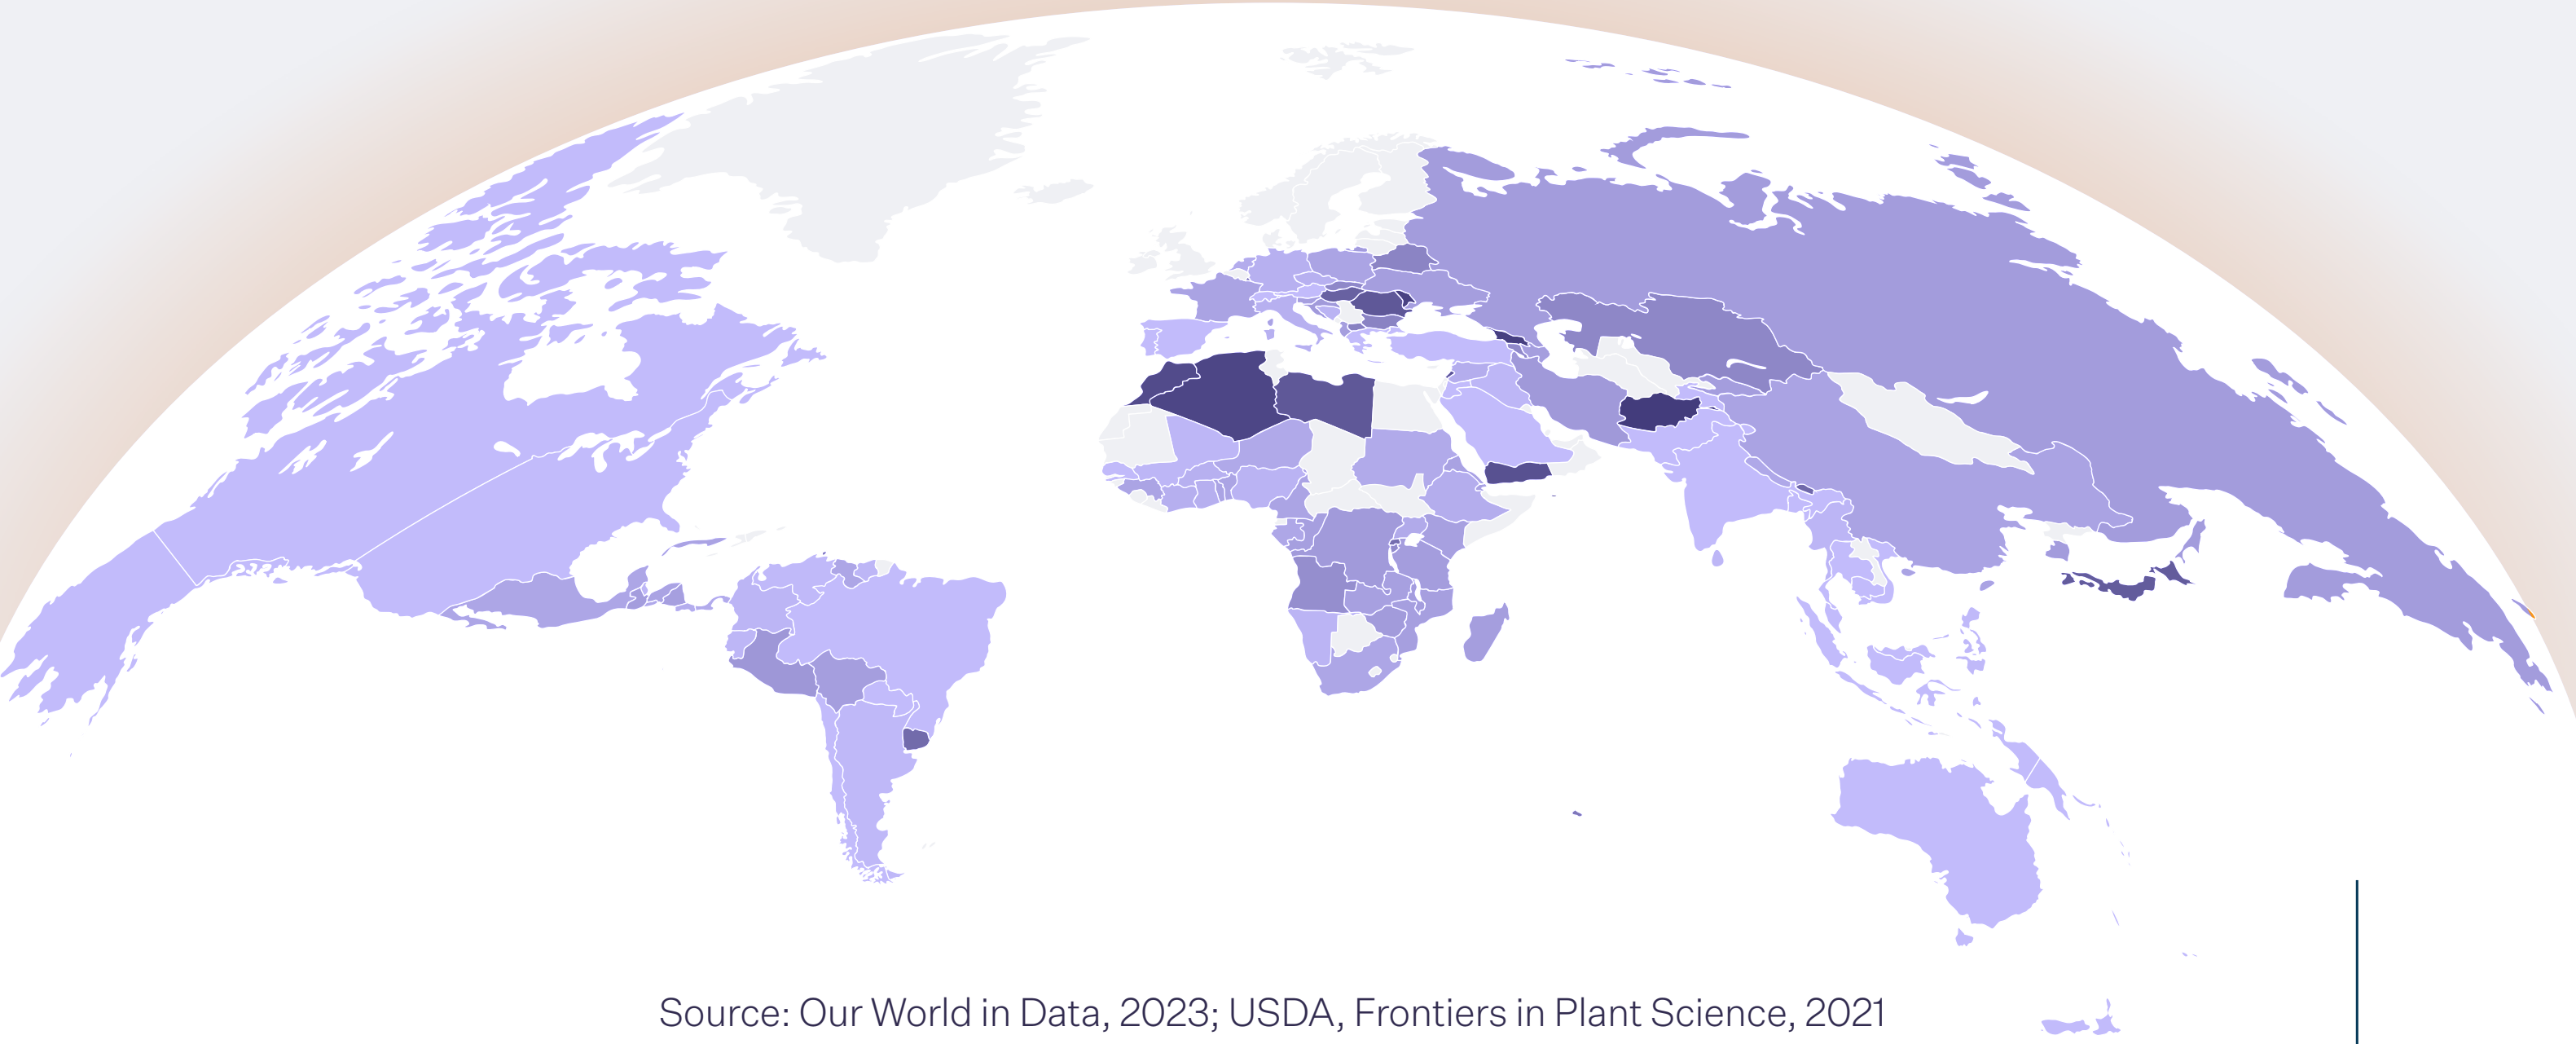 Source: Our World in Data, 2023; USDA, Frontiers in Plant Science, 2021